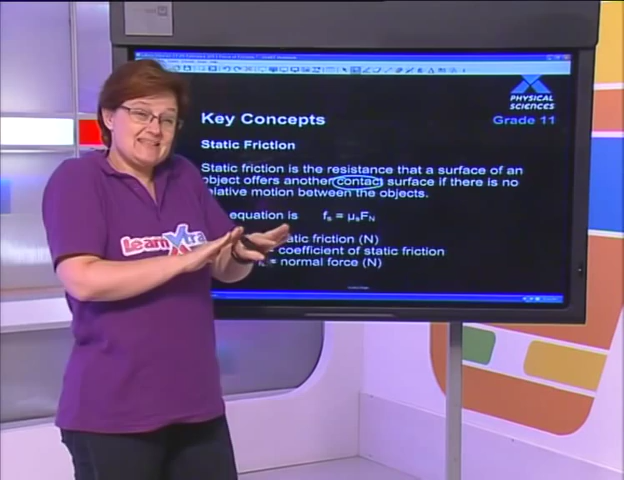 PHYSICAL
SCIENCES
Key Concepts
Grade 11
Static Friction
Static friction is the resistance that a surface of an
object offers another contact surface if there is no
relative motion between the objects.
equation is fs = μsFN
static friction (N)
= coefficient of static friction
= normal force (N)
Learn Xtra